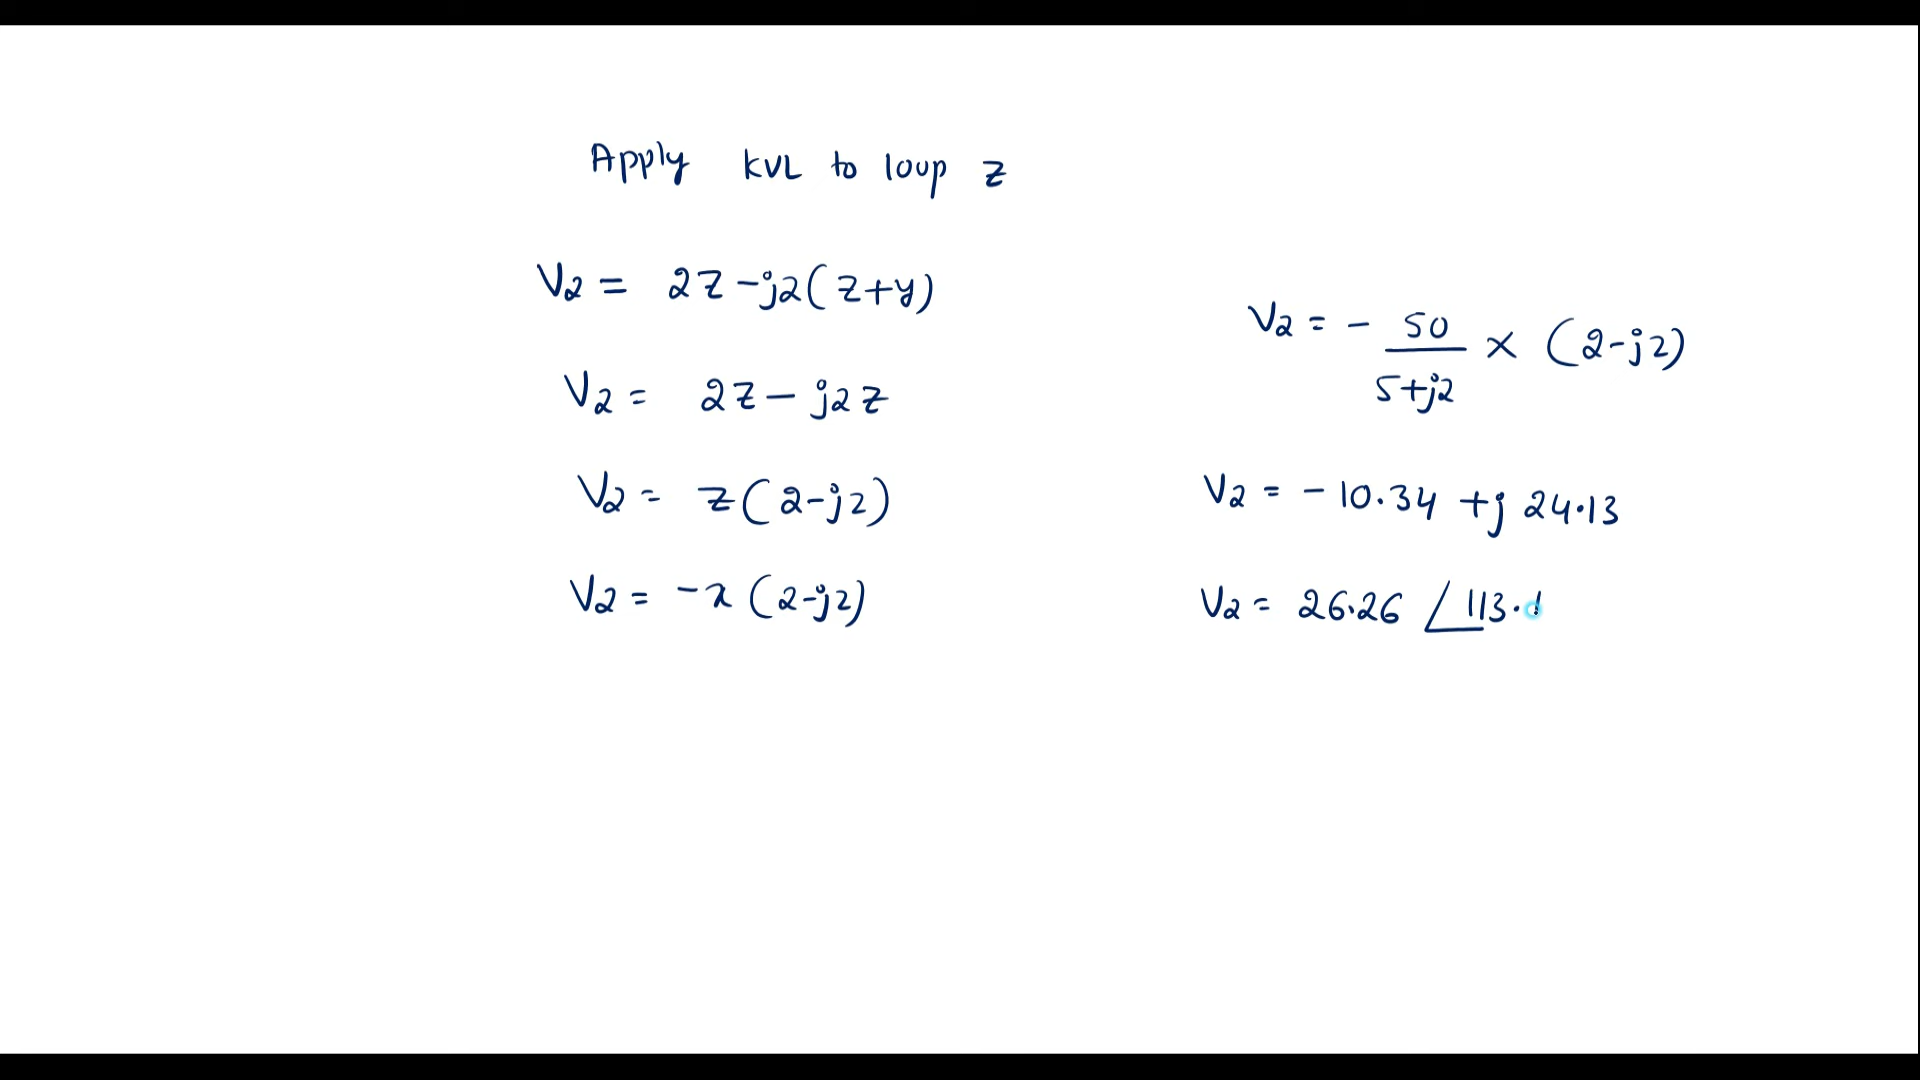 Apply KVL to loop z
V2 = 2z - j2(z+y)
V2 = 2z - j2z
V2 = z(2-j2)
V2 = -x(2-j2)
V2 = - 50/5+j2 × (2-j2)
V2 = -10.34 +j 24.13
V2 = 26.26 ∠113.